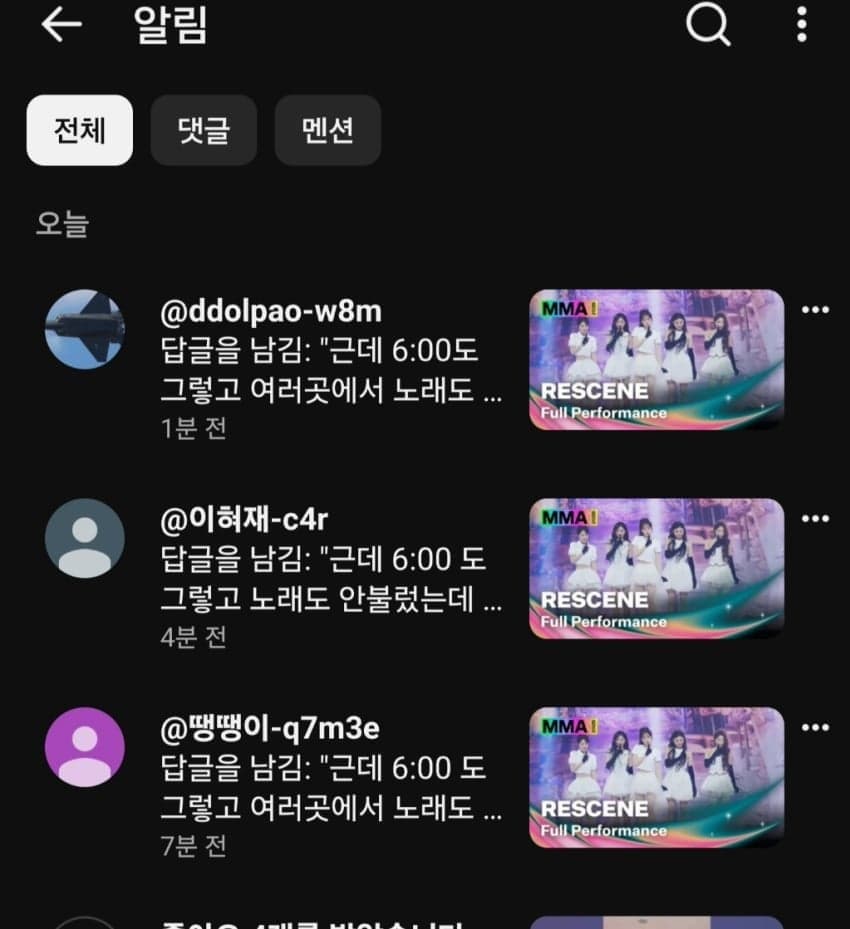 알림
전체
댓글
멘션
오늘
@ddolpao-w8m
답글을 남김: "근데 6:00도
그렇고 여러곳에서 노래도 ...
1분 전
MMA
RESCENE
Full Performance
@이혀재-c4r
답글을 남김: "근데 6:00 도
그렇고 노래도 안불렀는데 ...
4분 전
MMA
RESCENE
Full Performance
@땡땡이-q7m3e
답글을 남김: "근데 6:00 도
그렇고 여러곳에서 노래도 ...
7분 전
MMA
RESCENE
Full Performance